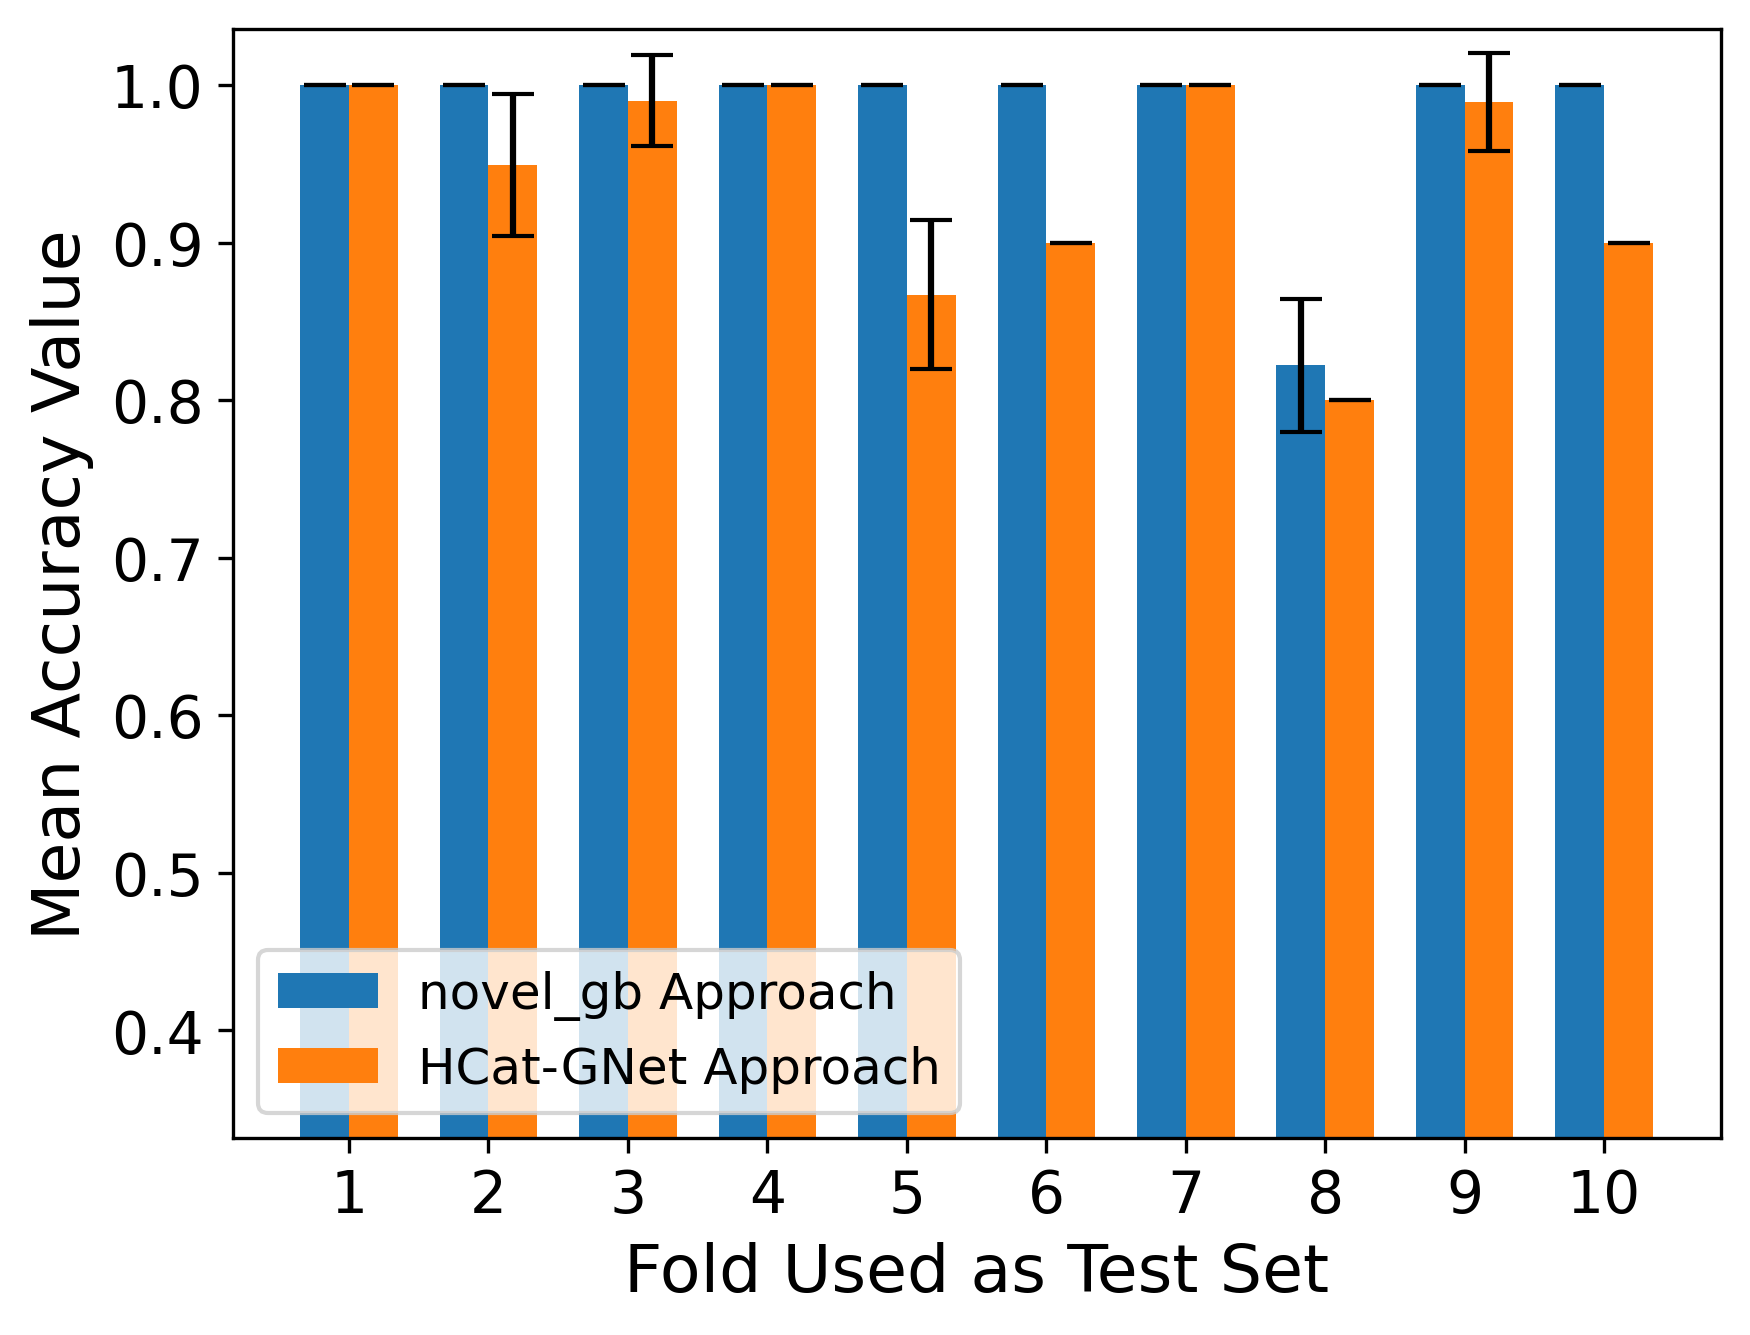 Mean Accuracy Value
1.0
0.9
0.8
0.7
0.6
0.5
0.4
novel_gb Approach
HCat-GNet Approach
1 2 3 4 5 6 7 8 9 10
Fold Used as Test Set